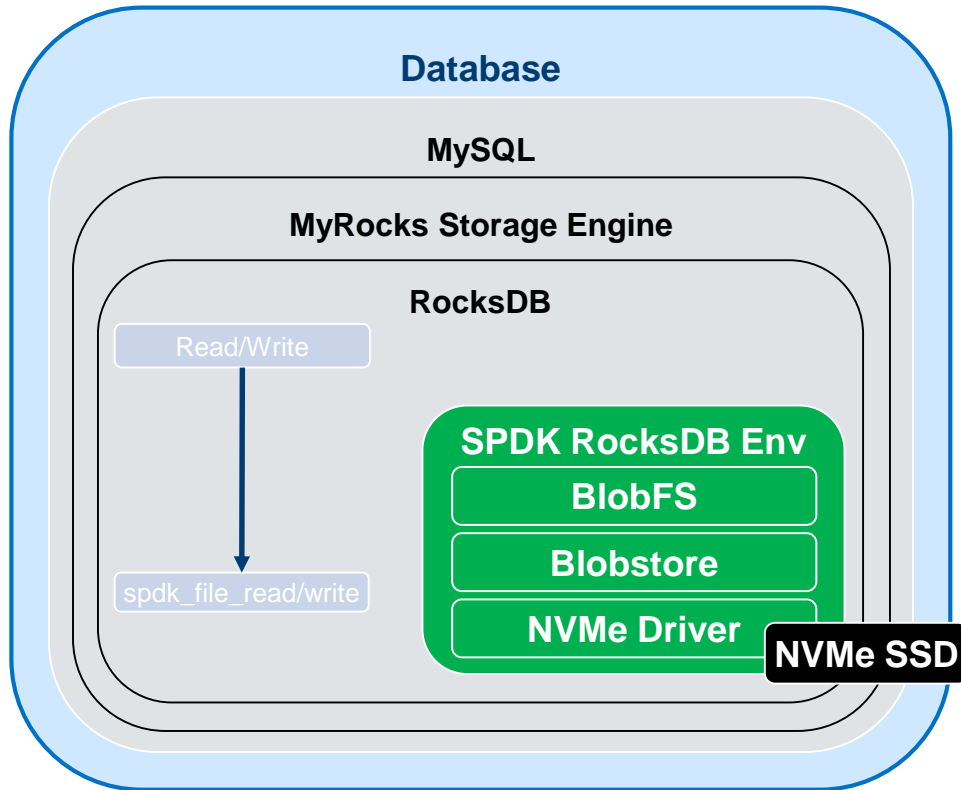 Database
MySQL
MyRocks Storage Engine
RocksDB
Read/Write
SPDK RocksDB Env
BlobFS
Blobstore
spdk_file_read/write
NVMe Driver
NVMe SSD